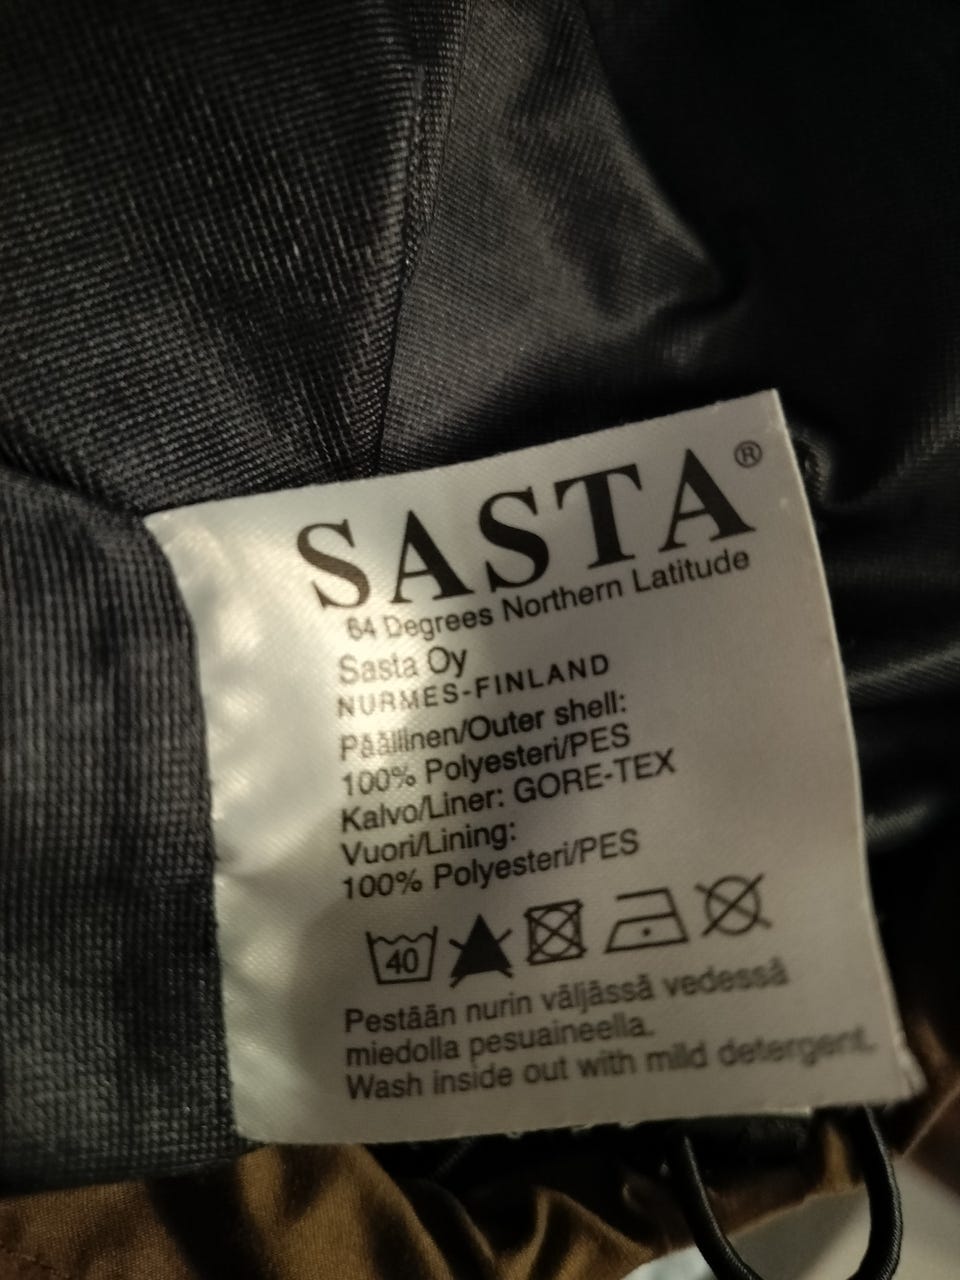 SASTA®
64 Degrees Northern Latitude
Sasta Oy
NURMES-FINLAND
Päällinen/Outer shell:
100% Polyesteri/PES
Kalvo/Liner: GORE-TEX
Vuori/Lining:
100% Polyesteri/PES
40
Pestään nurin väljässä vedessä
miedolla pesuaineella.
Wash inside out with mild detergent.